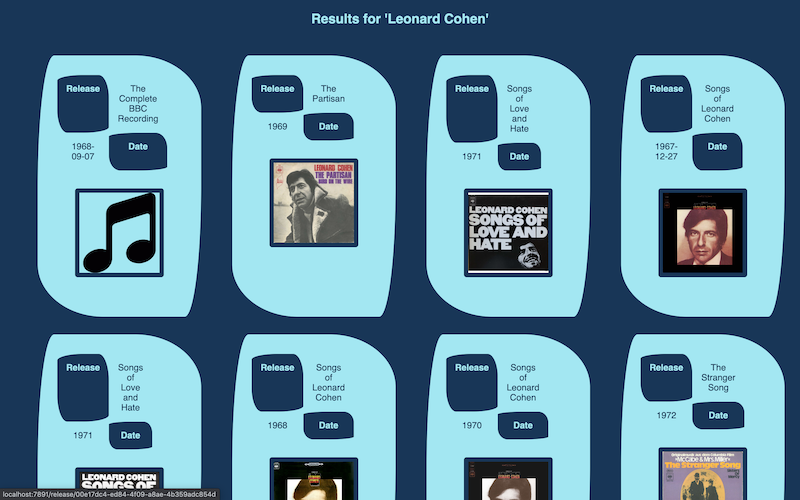 Results for 'Leonard Cohen'
Release
The
Complete
BBC
Recording
1968-
09-07
Date
Release
The
Partisan
1969
Date
LEONARD COHEN
THE PARTISAN
BIRD ON THE WIRE
Release
Songs
of
Love
and
Hate
1971
Date
LEONARD COHEN
SONGS OF
LOVE AND
HATE
Release
Songs
of
Leonard
Cohen
1967-
12-27
Date
Release
Songs
of
Love
and
Hate
1971
Date
LEONARD COHEN
SONGS OF
Release
Songs
of
Leonard
Cohen
1968
Date
Release
Songs
of
Leonard
Cohen
1970
Date
Release
The
Stranger
Song
1972
Date
«McCabe & Mrs. Miller»
The Stranger Song
localhost:7891/release/00e17dc4-ed84-4f09-a8ae-4b359adc854d